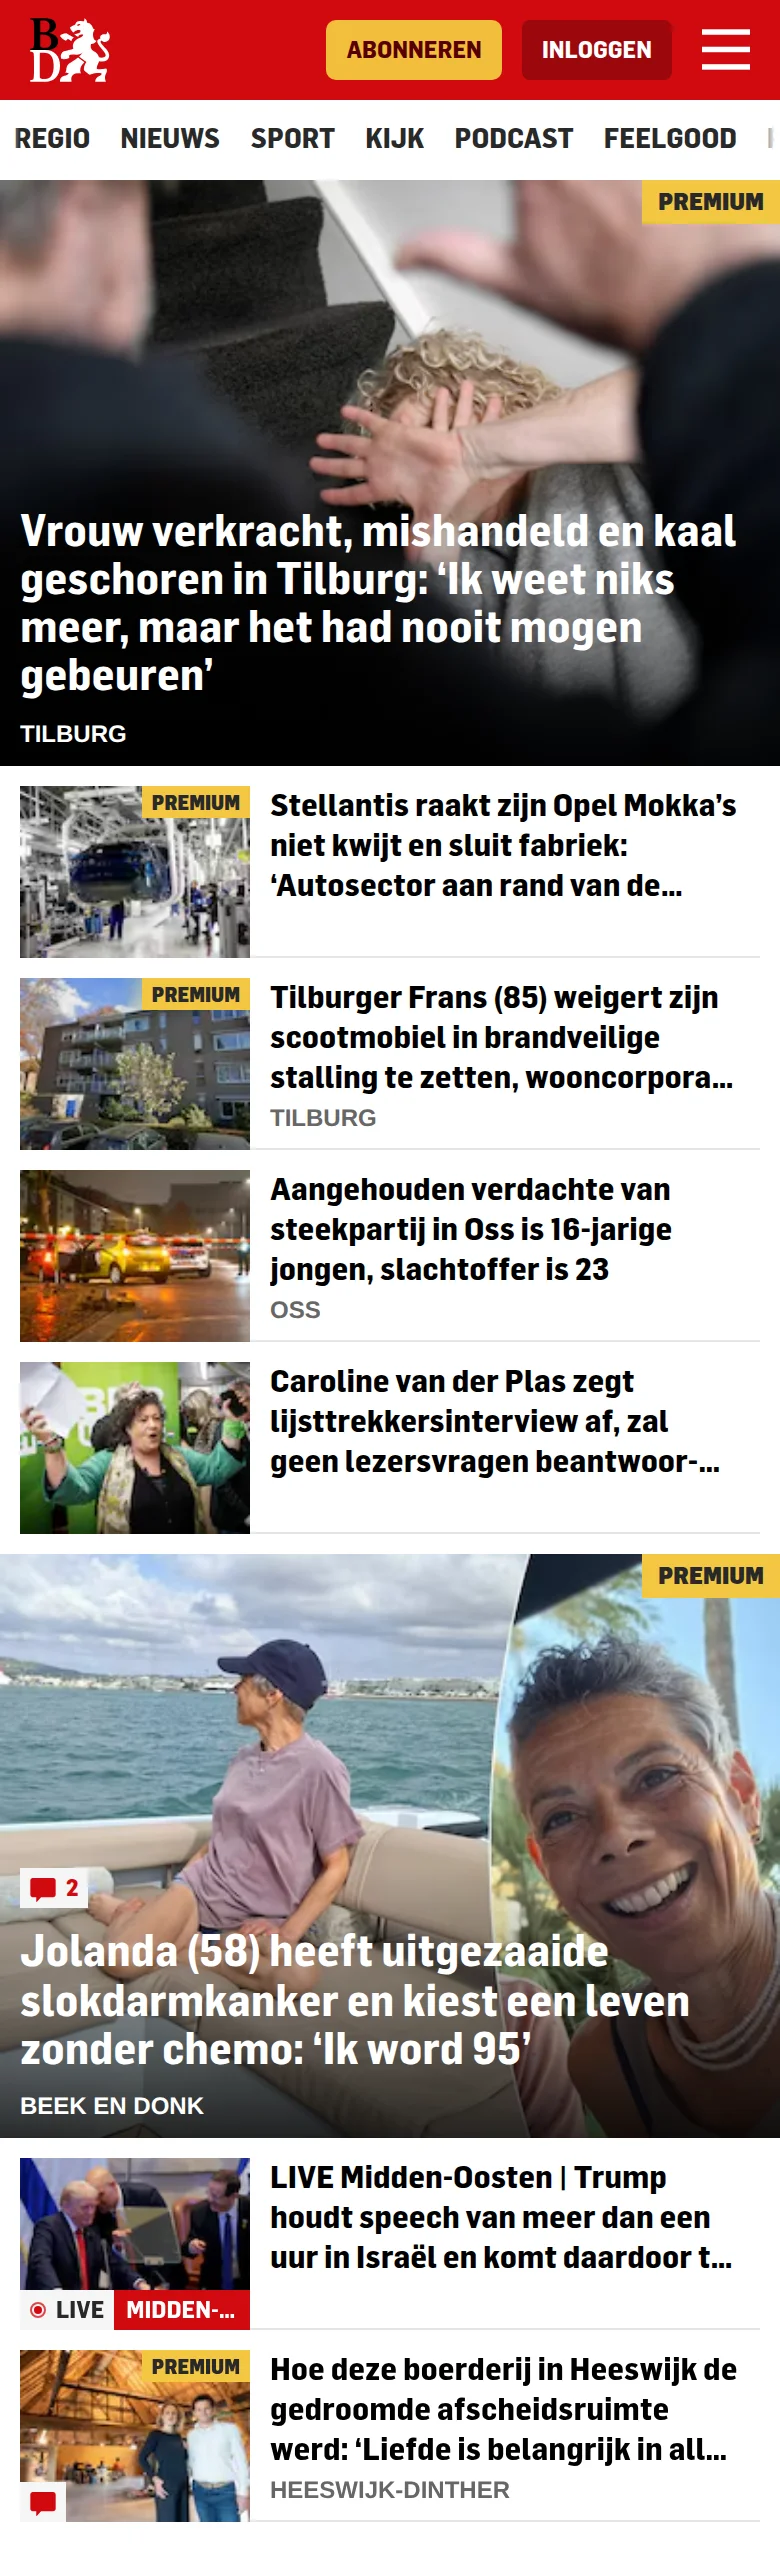 BD
ABONNEREN
INLOGGEN
REGIO NIEUWS SPORT KIJK PODCAST FEELGOOD
PREMIUM
Vrouw verkracht, mishandeld en kaal
geschoren in Tilburg: ‘Ik weet niks
meer, maar het had nooit mogen
gebeuren’
TILBURG
PREMIUM
Stellantis raakt zijn Opel Mokka’s
niet kwijt en sluit fabriek:
‘Autosector aan rand van de...
PREMIUM
Tilburger Frans (85) weigert zijn
scootmobiel in brandveilige
stalling te zetten, wooncorpora...
TILBURG
Aangehouden verdachte van
steekpartij in Oss is 16-jarige
jongen, slachtoffer is 23
OSS
Caroline van der Plas zegt
lijsttrekkersinterview af, zal
geen lezersvragen beantwoor-...
PREMIUM
2
Jolanda (58) heeft uitgezaaide
slokdarmkanker en kiest een leven
zonder chemo: ‘Ik word 95’
BEEK EN DONK
LIVE Midden-Oosten | Trump
houdt speech van meer dan een
uur in Israël en komt daardoor t...
LIVE MIDDEN-...
PREMIUM
Hoe deze boerderij in Heeswijk de
gedroomde afscheidsruimte
werd: ‘Liefde is belangrijk in all...
HEESWIJK-DINTHER